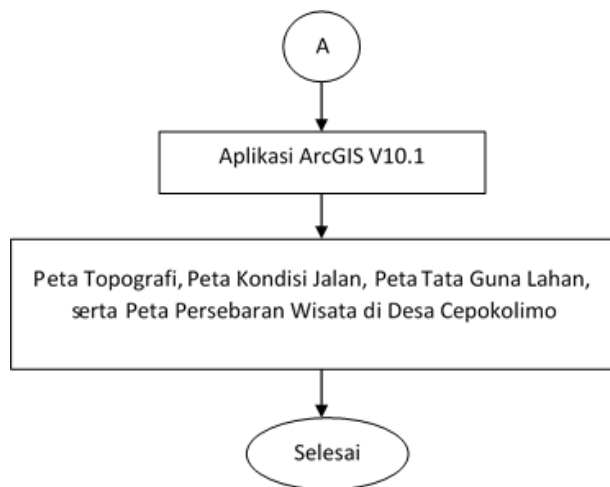 A
Aplikasi ArcGIS V10.1
Peta Topografi, Peta Kondisi Jalan, Peta Tata Guna Lahan,
serta Peta Persebaran Wisata di Desa Cepokolimo
Selesai